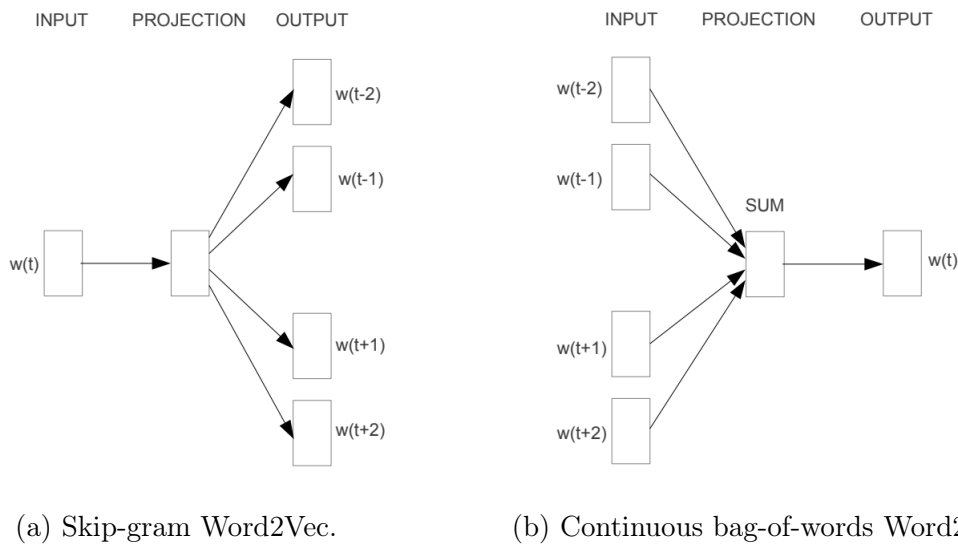 INPUT PROJECTION OUTPUT
w(t-2)
w(t-1)
w(t)
w(t+1)
w(t+2)
(a) Skip-gram Word2Vec.
INPUT PROJECTION OUTPUT
w(t-2)
w(t-1)
SUM
w(t)
w(t+1)
w(t+2)
(b) Continuous bag-of-words Word2